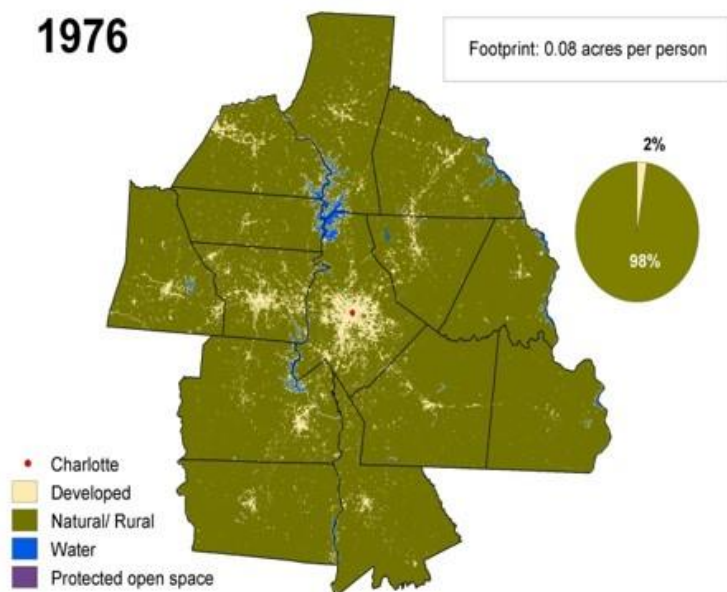 1976
Footprint: 0.08 acres per person
2%
98%
Charlotte
Developed
Natural/ Rural
Water
Protected open space